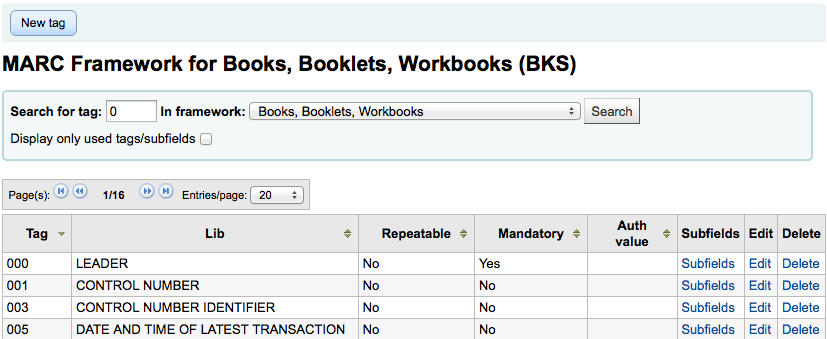 New tag
MARC Framework for Books, Booklets, Workbooks (BKS)
Search for tag: 0 In framework: Books, Booklets, Workbooks Search
Display only used tags/subfields
Page(s): 1/16 Entries/page: 20
Tag Lib Repeatable Mandatory Auth value Subfields Edit Delete
000 LEADER No Yes Subfields Edit Delete
001 CONTROL NUMBER No No Subfields Edit Delete
003 CONTROL NUMBER IDENTIFIER No No Subfields Edit Delete
005 DATE AND TIME OF LATEST TRANSACTION No No Subfields Edit Delete